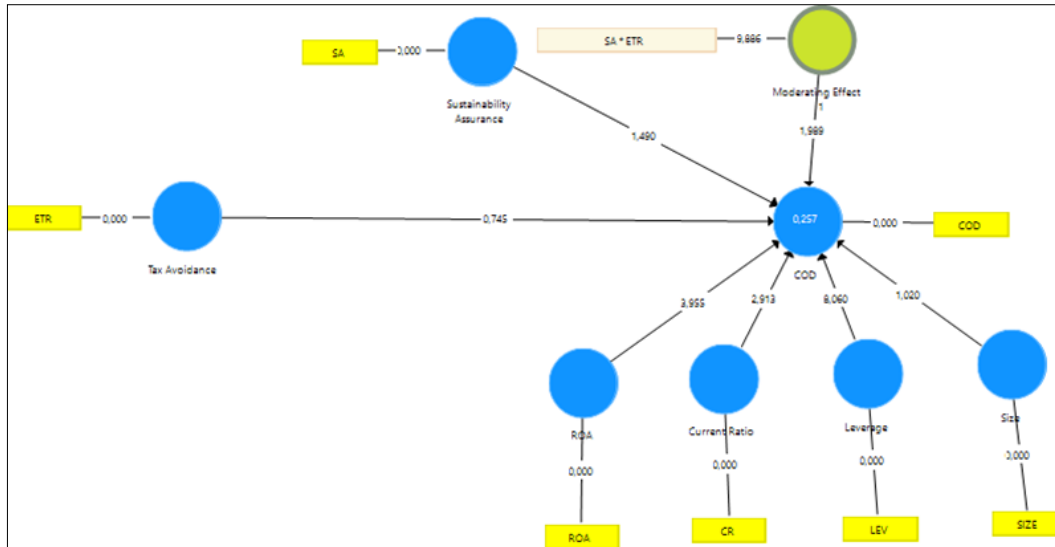 SA
0,000
SA * ETR
9,886
Sustainability
Assurance
Moderating Effect
1
1,490
1,989
ETR
0,000
0,745
0,257
0,000
COD
Tax Avoidance
COD
3,955
2,913
8,060
1,020
ROA
Current Ratio
Leverage
Size
0,000
0,000
0,000
0,000
ROA
CR
LEV
SIZE